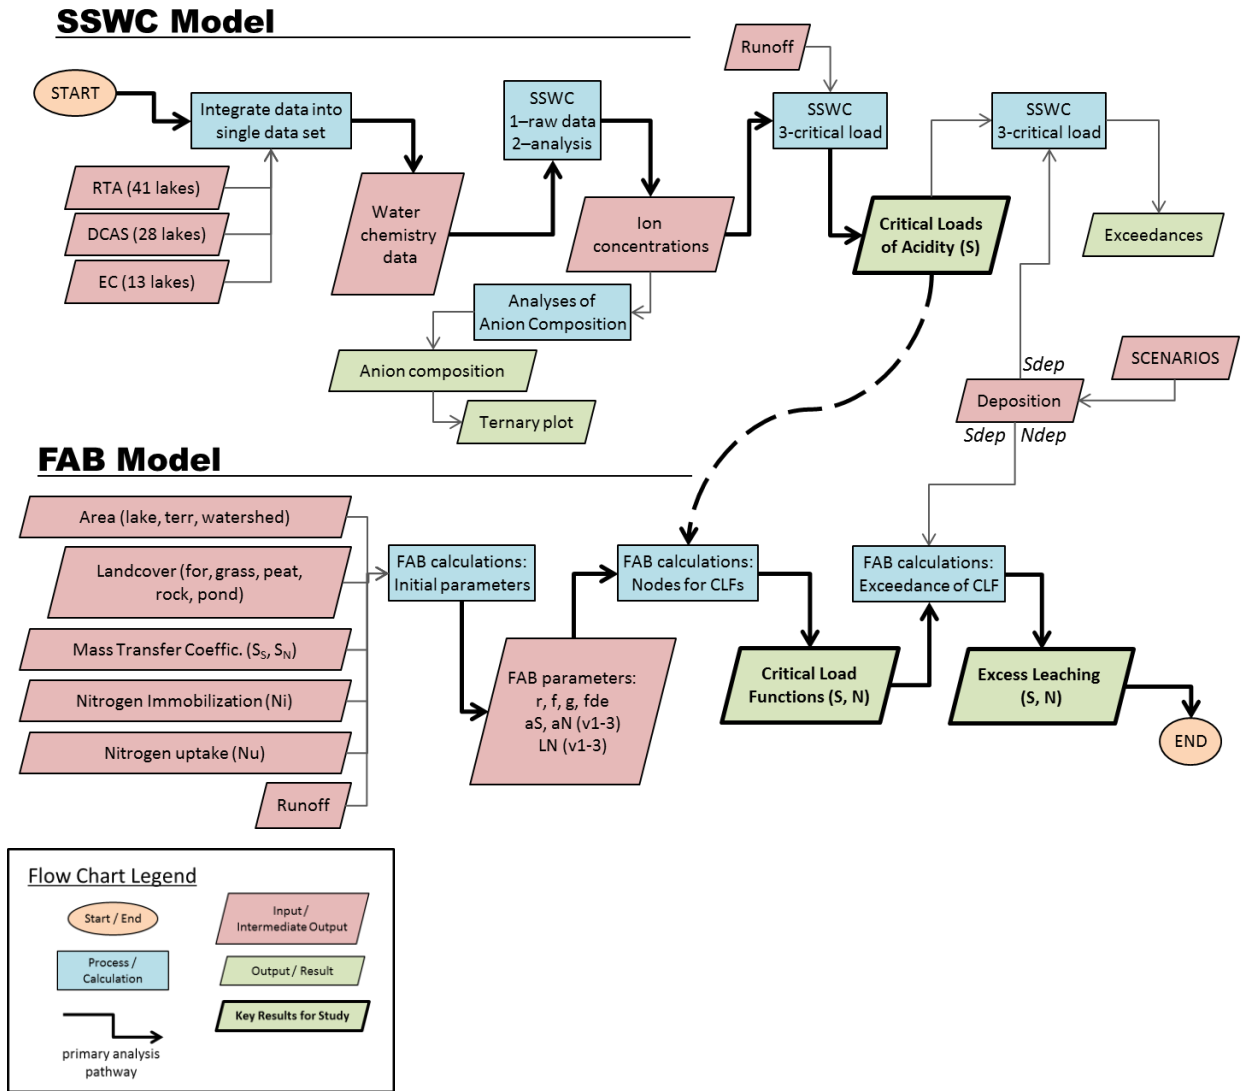 SSWC Model
START
Integrate data into
single data set
RTA (41 lakes)
DCAS (28 lakes)
EC (13 lakes)
Water
chemistry
data
SSWC
1–raw data
2–analysis
Ion
concentrations
Analyses of
Anion Composition
Anion composition
Ternary plot
Runoff
SSWC
3-critical load
Critical Loads
of Acidity (S)
SSWC
3-critical load
Exceedances
Sdep
SCENARIOS
Deposition
Sdep
Ndep
FAB Model
Area (lake, terr, watershed)
Landcover (for, grass, peat,
rock, pond)
Mass Transfer Coeffic. (SS, SN)
Nitrogen Immobilization (Ni)
Nitrogen uptake (Nu)
Runoff
FAB calculations:
Initial parameters
FAB parameters:
r, f, g, fde
aS, aN (v1-3)
LN (v1-3)
FAB calculations:
Nodes for CLFs
Critical Load
Functions (S, N)
FAB calculations:
Exceedance of CLF
Excess Leaching
(S, N)
END
Flow Chart Legend
Start / End
Input /
Intermediate Output
Process /
Calculation
Output / Result
Key Results for Study
primary analysis
pathway